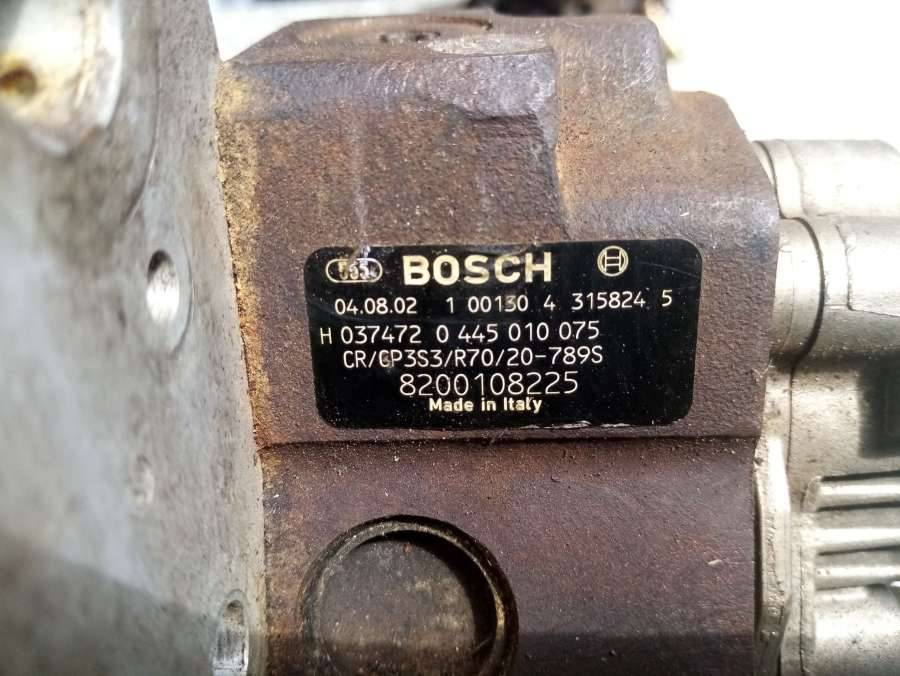 BOSCH
04.08.02 1 00130 4 315824 5
H 037472 0 445 010 075
CR/CP3S3/R70/20-789S
8200108225
Made in Italy